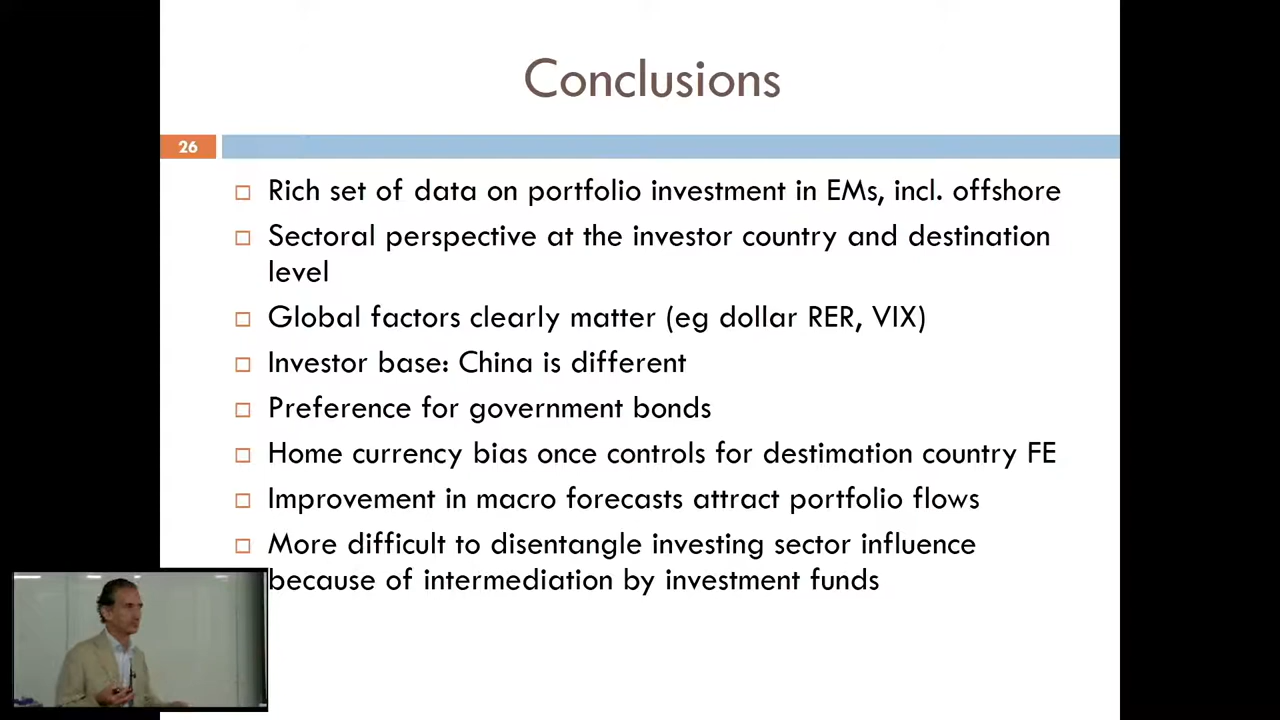 Conclusions
26
Rich set of data on portfolio investment in EMs, incl. offshore
Sectoral perspective at the investor country and destination
level
Global factors clearly matter (eg dollar RER, VIX)
Investor base: China is different
Preference for government bonds
Home currency bias once controls for destimation country FE
Improvement in macro forecasts attract portfolio flows
More difficult to disentangle investing sector influence
because of intermediation by investment funds